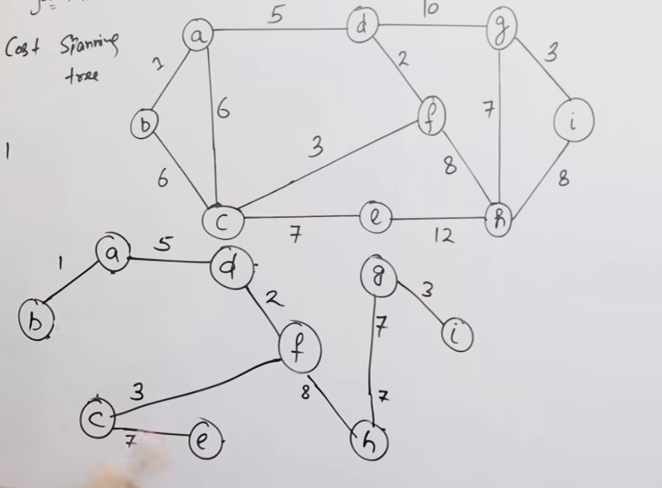 Cost Spanning
tree
1
a 5 d 10 g
1 6 2 7 3
b 3 f i
6 8 8
c 7 e 12 h
1 a 5 d g 3
b 2 7 i
f
3 8 7
c 7 e h